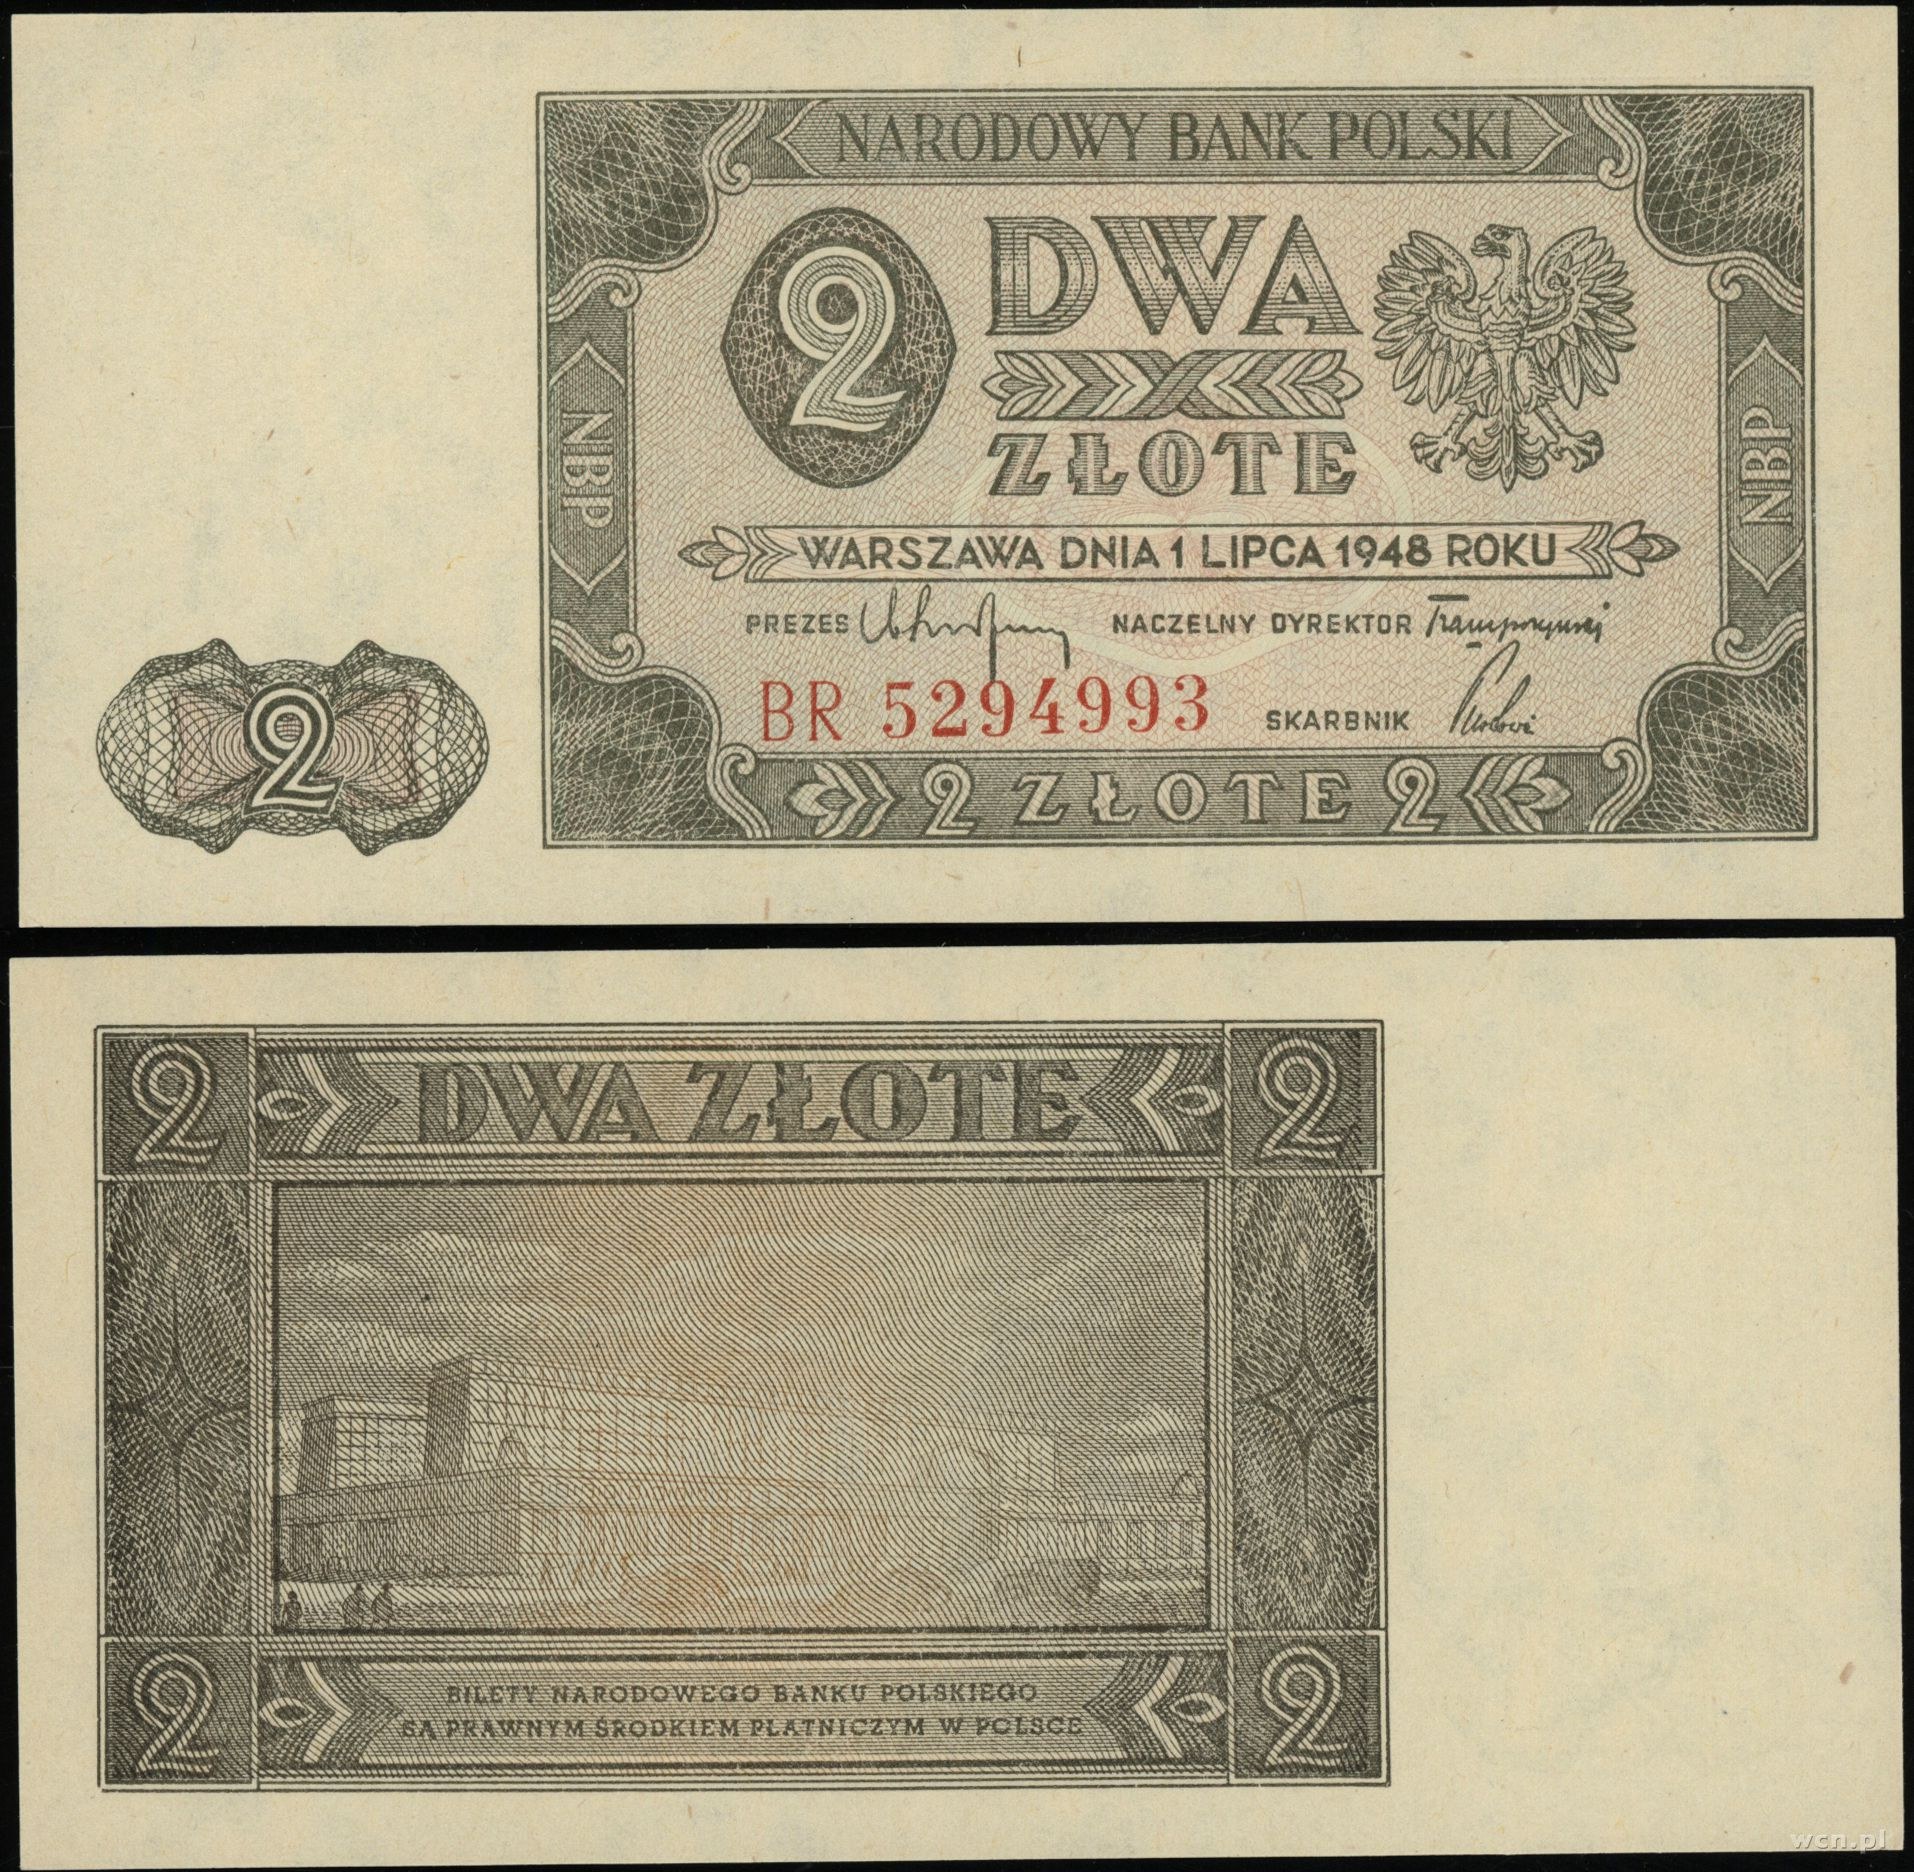 NARODOWY BANK POLSKI
2
DWA
ZŁOTE
NBP
NBP
WARSZAWA DNIA 1 LIPCA 1948 ROKU
PREZES NACZELNY DYREKTOR
BR 5294993 SKARBNIK
2
2 ZŁOTE 2
2 DWA ZŁOTE 2
2 2
BILETY NARODOWEGO BANKU POLSKIEGO
SĄ PRAWNYM ŚRODKIEM PŁATNICZYM W POLSCE
wcn.pl